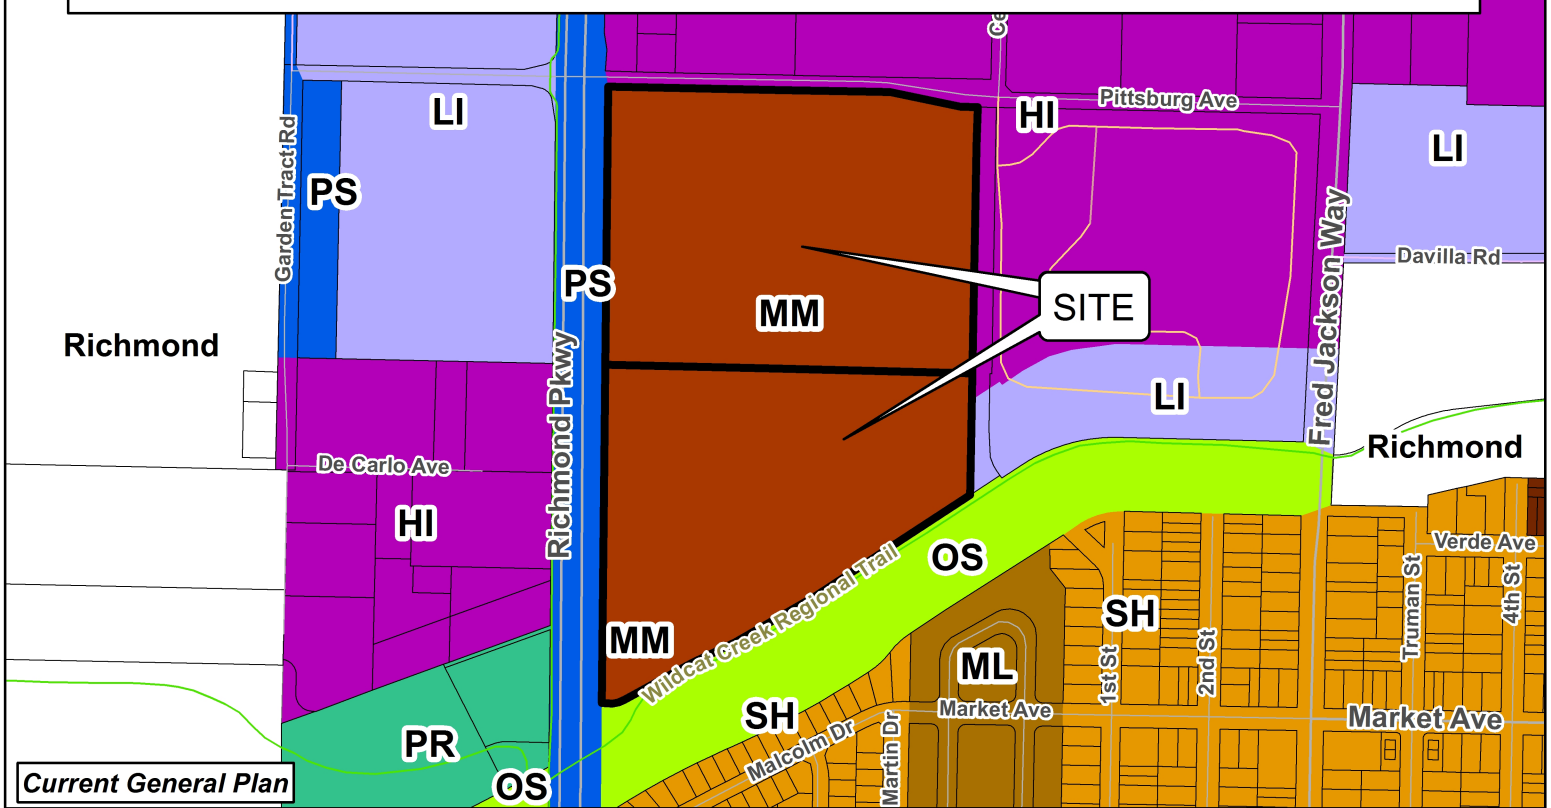 Ce
Pittsburg Ave
LI
HI
LI
Garden Tract Rd
PS
Fred Jackson Way
Davilla Rd
PS
MM
SITE
Richmond
Richmond Pkwy
LI
Richmond
De Carlo Ave
HI
Wildcat Creek Regional Trail
OS
Verde Ave
Truman St
4th St
SH
MM
ML
1st St
2nd St
SH
Market Ave
Market Ave
PR
Malcolm Dr
Martin Dr
OS
Current General Plan